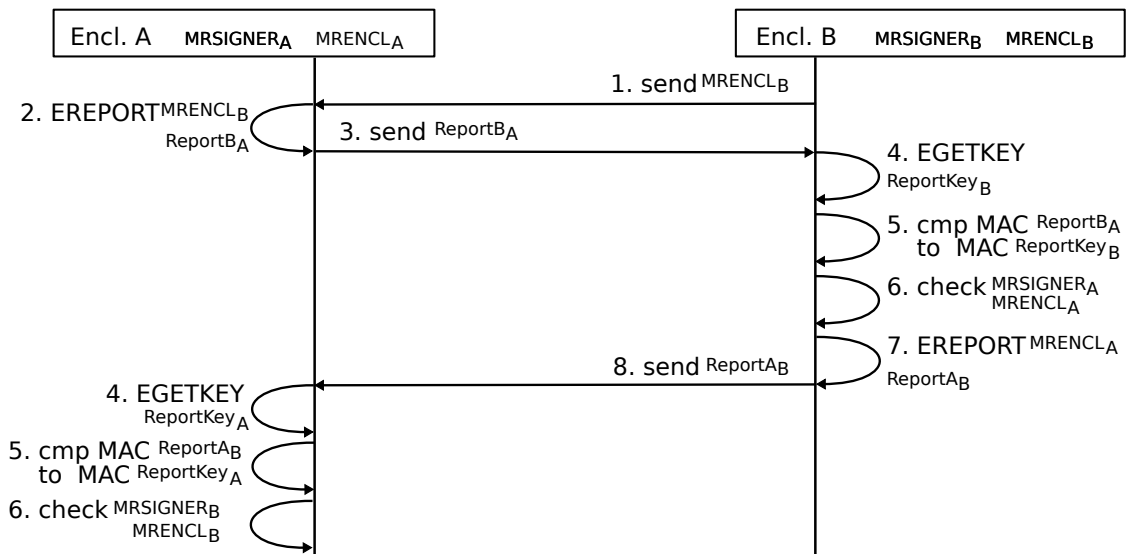 Encl. A MRSIGNERA MRENCLA
Encl. B MRSIGNERB MRENCLB
1. send MRENCLB
2. EREPORT MRENCLB
ReportBA
3. send ReportBA
4. EGETKEY
ReportKeyB
5. cmp MAC ReportBA
to MAC ReportKeyB
6. check MRSIGNERA
MRENCLA
7. EREPORT MRENCLA
ReportAB
8. send ReportAB
4. EGETKEY
ReportKeyA
5. cmp MAC ReportAB
to MAC ReportKeyA
6. check MRSIGNERB
MRENCLB